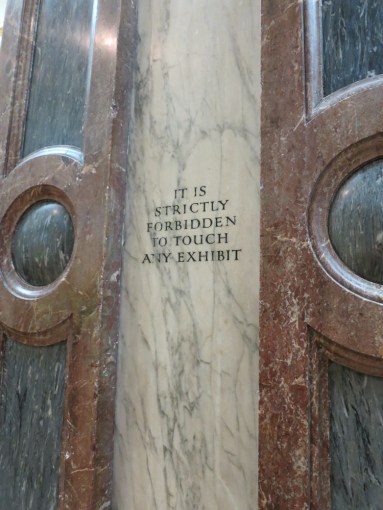 IT IS
STRICTLY
FORBIDDEN
TO TOUCH
ANY EXHIBIT